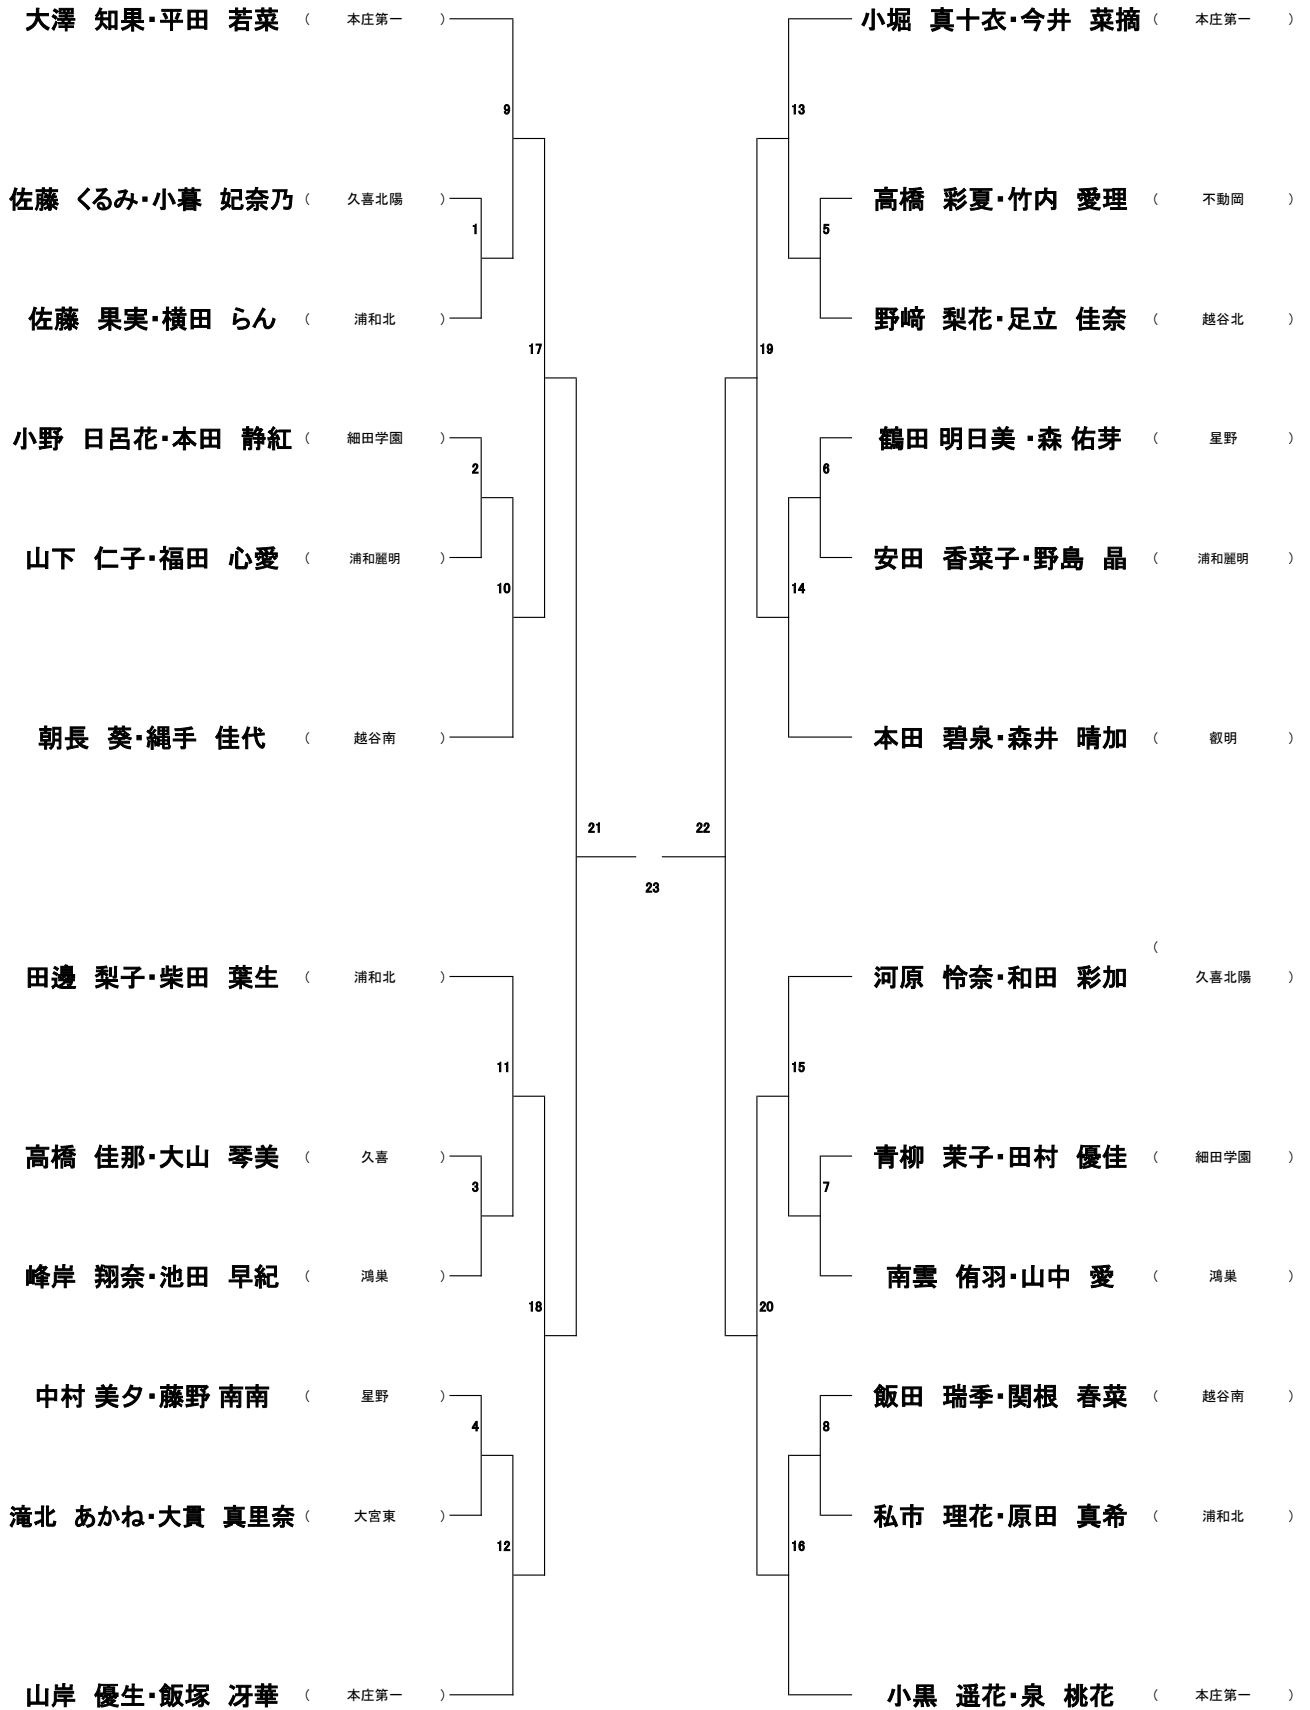 大澤　知果・平田　若菜（　本庄第一　）
9
佐藤　くるみ・小暮　妃奈乃（　久喜北陽　）
1
佐藤　果実・横田　らん（　浦和北　）
17
小野　日呂花・本田　静紅（　細田学園　）
2
山下　仁子・福田　心愛（　浦和麗明　）
10
朝長　葵・縄手　佳代（　越谷南　）
21
田邊　梨子・柴田　葉生（　浦和北　）
11
高橋　佳那・大山　琴美（　久喜　）
3
峰岸　翔奈・池田　早紀（　鴻巣　）
18
中村 美夕・藤野 南南（　星野　）
4
滝北　あかね・大貫　真里奈（　大宮東　）
12
山岸　優生・飯塚　冴華（　本庄第一　）
小堀　真十衣・今井　菜摘（　本庄第一　）
13
高橋　彩夏・竹内　愛理（　不動岡　）
5
野﨑　梨花・足立　佳奈（　越谷北　）
19
鶴田 明日美 ・森 佑芽（　星野　）
6
安田　香菜子・野島　晶（　浦和麗明　）
14
本田　碧泉・森井　晴加（　叡明　）
22
23
河原　怜奈・和田　彩加（　久喜北陽　）
15
青柳　茉子・田村　優佳（　細田学園　）
7
南雲　侑羽・山中　愛（　鴻巣　）
20
飯田　瑞季・関根　春菜（　越谷南　）
8
私市　理花・原田　真希（　浦和北　）
16
小黒　遥花・泉　桃花（　本庄第一　）